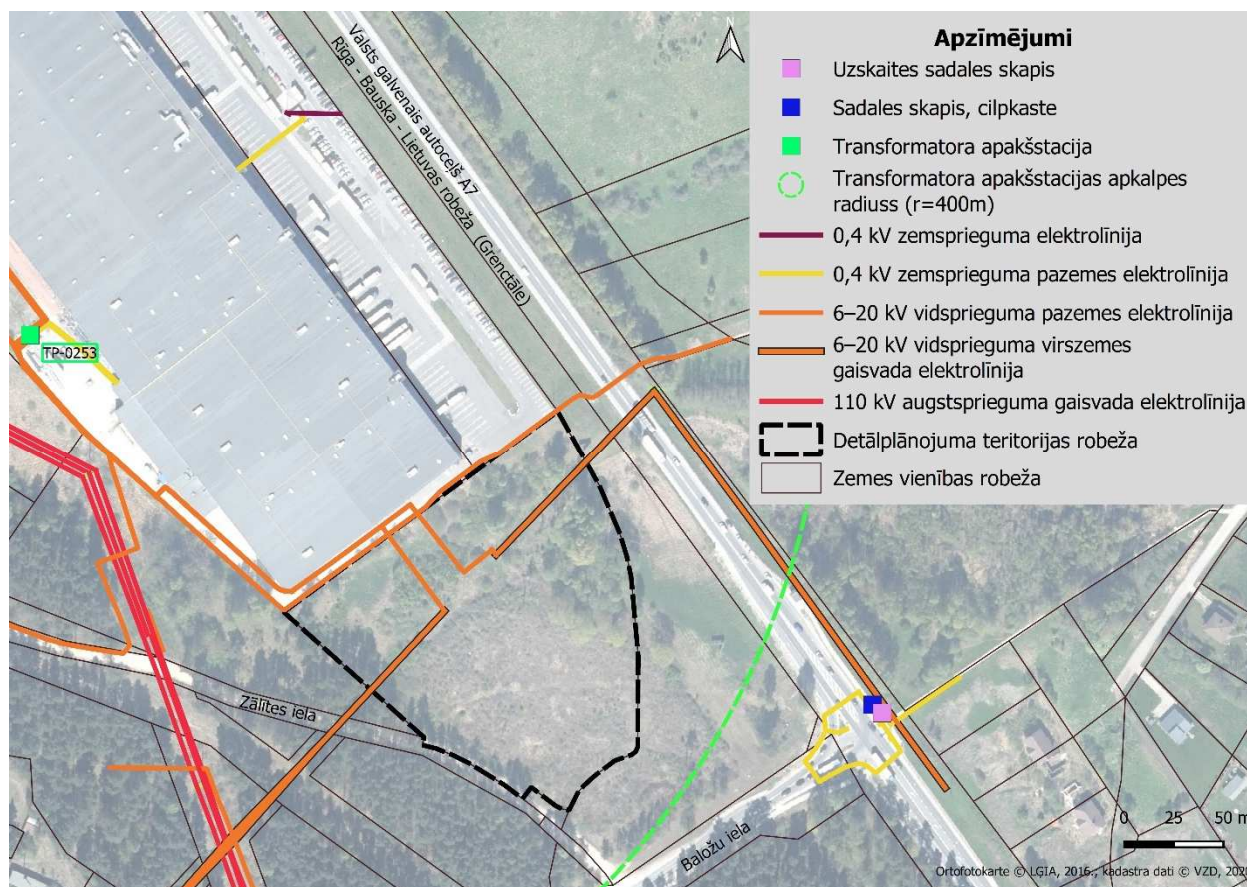 Valsts galvenais autoceļš A7
Rīga - Bauska - Lietuvas robeža (Grenctāle)
N
Apzīmējumi
Uzskaites sadales skapis
Sadales skapis, cilpkaste
Transformatora apakšstacija
Transformatora apakšstacijas apkalpes
radiuss (r=400m)
0,4 kV zemsprieguma elektrolīnija
0,4 kV zemsprieguma pazemes elektrolīnija
6–20 kV vidsprieguma pazemes elektrolīnija
6–20 kV vidsprieguma virszemes
gaisvada elektrolīnija
110 kV augstsprieguma gaisvada elektrolīnija
Detālplānojuma teritorijas robeža
Zemes vienības robeža
TP-0253
Zālītes iela
Baložu iela
0 25 50 m
Ortofotokarte © LĢIA, 2016.; kadastra dati © VZD, 202